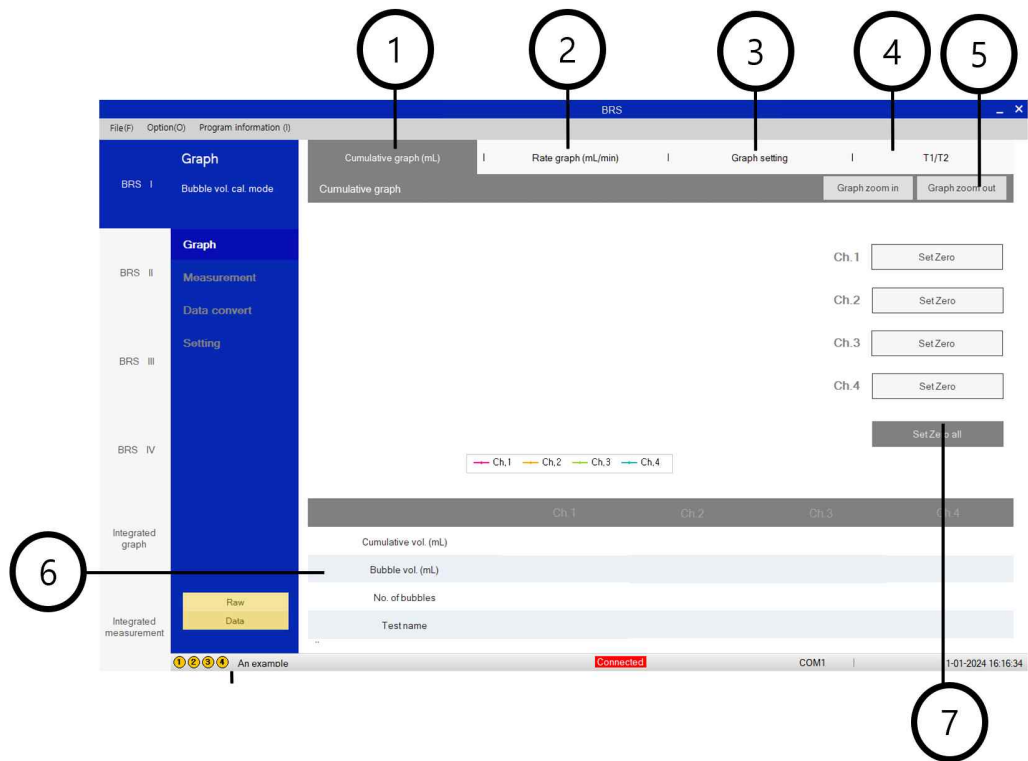 1
2
3
4
5
BRS
_ ×
File(F) Option(O) Program information (I)
Graph
BRS I
Bubble vol. cal. mode
Cumulative graph (mL) | Rate graph (mL/min) | Graph setting | T1/T2
Cumulative graph
Graph zoom in
Graph zoom out
Graph
Measurement
Data convert
Setting
BRS II
BRS III
BRS IV
Integrated
graph
Integrated
measurement
Ch.1 Set Zero
Ch.2 Set Zero
Ch.3 Set Zero
Ch.4 Set Zero
Set Zero all
Ch,1 Ch,2 Ch,3 Ch,4
Ch.1 Ch.2 Ch.3 Ch.4
Cumulative vol. (mL)
Bubble vol. (mL)
No. of bubbles
Test name
6
Raw
Data
1 2 3 4 An example
Connected
COM1 |
1-01-2024 16:16:34
7